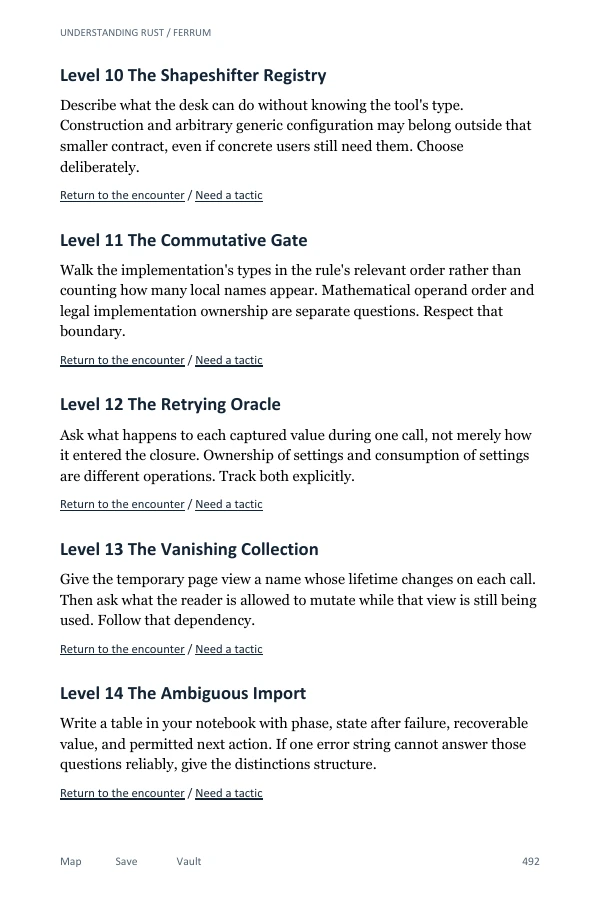 UNDERSTANDING RUST / FERRUM
Level 10 The Shapeshifter Registry
Describe what the desk can do without knowing the tool's type.
Construction and arbitrary generic configuration may belong outside that
smaller contract, even if concrete users still need them. Choose
deliberately.
Return to the encounter / Need a tactic
Level 11 The Commutative Gate
Walk the implementation's types in the rule's relevant order rather than
counting how many local names appear. Mathematical operand order and
legal implementation ownership are separate questions. Respect that
boundary.
Return to the encounter / Need a tactic
Level 12 The Retrying Oracle
Ask what happens to each captured value during one call, not merely how
it entered the closure. Ownership of settings and consumption of settings
are different operations. Track both explicitly.
Return to the encounter / Need a tactic
Level 13 The Vanishing Collection
Give the temporary page view a name whose lifetime changes on each call.
Then ask what the reader is allowed to mutate while that view is still being
used. Follow that dependency.
Return to the encounter / Need a tactic
Level 14 The Ambiguous Import
Write a table in your notebook with phase, state after failure, recoverable
value, and permitted next action. If one error string cannot answer those
questions reliably, give the distinctions structure.
Return to the encounter / Need a tactic
Map Save Vault 492